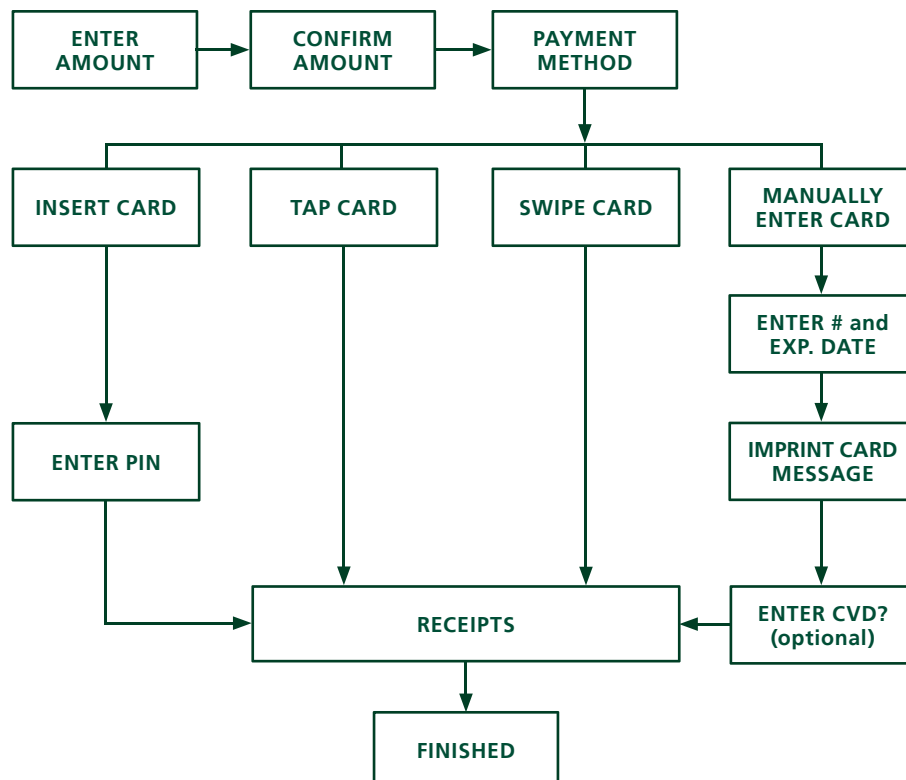 ENTER
AMOUNT
CONFIRM
AMOUNT
PAYMENT
METHOD
INSERT CARD
TAP CARD
SWIPE CARD
MANUALLY
ENTER CARD
ENTER # and
EXP. DATE
ENTER PIN
IMPRINT CARD
MESSAGE
RECEIPTS
ENTER CVD?
(optional)
FINISHED